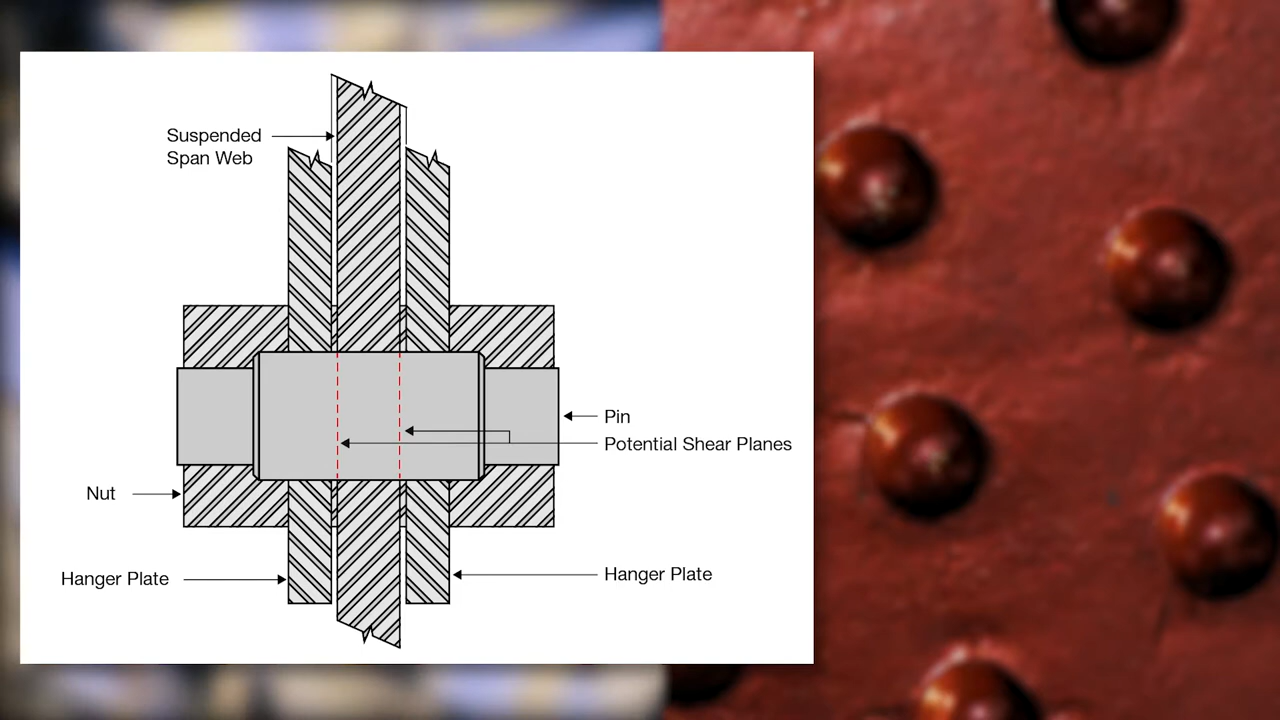 Suspended
Span Web
Pin
Potential Shear Planes
Nut
Hanger Plate
Hanger Plate